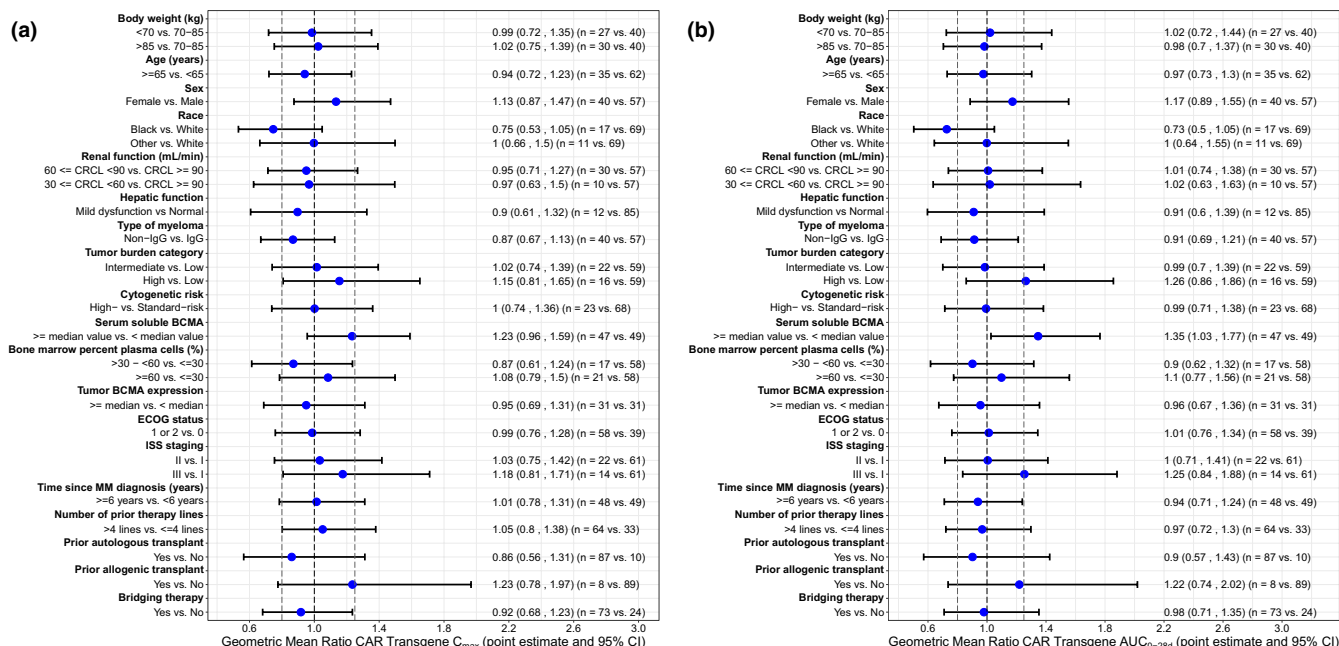 (a)
Body weight (kg)
<70 vs. 70−85 0.99 (0.72 , 1.35) (n = 27 vs. 40)
>85 vs. 70−85 1.02 (0.75 , 1.39) (n = 30 vs. 40)
Age (years)
>=65 vs. <65 0.94 (0.72 , 1.23) (n = 35 vs. 62)
Sex
Female vs. Male 1.13 (0.87 , 1.47) (n = 40 vs. 57)
Race
Black vs. White 0.75 (0.53 , 1.05) (n = 17 vs. 69)
Other vs. White 1 (0.66 , 1.5) (n = 11 vs. 69)
Renal function (mL/min)
60 <= CRCL <90 vs. CRCL >= 90 0.95 (0.71 , 1.27) (n = 30 vs. 57)
30 <= CRCL <60 vs. CRCL >= 90 0.97 (0.63 , 1.5) (n = 10 vs. 57)
Hepatic function
Mild dysfunction vs Normal 0.9 (0.61 , 1.32) (n = 12 vs. 85)
Type of myeloma
Non−IgG vs. IgG 0.87 (0.67 , 1.13) (n = 40 vs. 57)
Tumor burden category
Intermediate vs. Low 1.02 (0.74 , 1.39) (n = 22 vs. 59)
High vs. Low 1.15 (0.81 , 1.65) (n = 16 vs. 59)
Cytogenetic risk
High− vs. Standard−risk 1 (0.74 , 1.36) (n = 23 vs. 68)
Serum soluble BCMA
>= median value vs. < median value 1.23 (0.96 , 1.59) (n = 47 vs. 49)
Bone marrow percent plasma cells (%)
>30 − <60 vs. <=30 0.87 (0.61 , 1.24) (n = 17 vs. 58)
>=60 vs. <=30 1.08 (0.79 , 1.5) (n = 21 vs. 58)
Tumor BCMA expression
>= median vs. < median 0.95 (0.69 , 1.31) (n = 31 vs. 31)
ECOG status
1 or 2 vs. 0 0.99 (0.76 , 1.28) (n = 58 vs. 39)
ISS staging
II vs. I 1.03 (0.75 , 1.42) (n = 22 vs. 61)
III vs. I 1.18 (0.81 , 1.71) (n = 14 vs. 61)
Time since MM diagnosis (years)
>=6 years vs. <6 years 1.01 (0.78 , 1.31) (n = 48 vs. 49)
Number of prior therapy lines
>4 lines vs. <=4 lines 1.05 (0.8 , 1.38) (n = 64 vs. 33)
Prior autologous transplant
Yes vs. No 0.86 (0.56 , 1.31) (n = 87 vs. 10)
Prior allogenic transplant
Yes vs. No 1.23 (0.78 , 1.97) (n = 8 vs. 89)
Bridging therapy
Yes vs. No 0.92 (0.68 , 1.23) (n = 73 vs. 24)
0.6 1.0 1.4 1.8 2.2 2.6 3.0
Geometric Mean Ratio CAR Transgene Cmax (point estimate and 95% CI)
(b)
Body weight (kg)
<70 vs. 70−85 1.02 (0.72 , 1.44) (n = 27 vs. 40)
>85 vs. 70−85 0.98 (0.7 , 1.37) (n = 30 vs. 40)
Age (years)
>=65 vs. <65 0.97 (0.73 , 1.3) (n = 35 vs. 62)
Sex
Female vs. Male 1.17 (0.89 , 1.55) (n = 40 vs. 57)
Race
Black vs. White 0.73 (0.5 , 1.05) (n = 17 vs. 69)
Other vs. White 1 (0.64 , 1.55) (n = 11 vs. 69)
Renal function (mL/min)
60 <= CRCL <90 vs. CRCL >= 90 1.01 (0.74 , 1.38) (n = 30 vs. 57)
30 <= CRCL <60 vs. CRCL >= 90 1.02 (0.63 , 1.63) (n = 10 vs. 57)
Hepatic function
Mild dysfunction vs Normal 0.91 (0.6 , 1.39) (n = 12 vs. 85)
Type of myeloma
Non−IgG vs. IgG 0.91 (0.69 , 1.21) (n = 40 vs. 57)
Tumor burden category
Intermediate vs. Low 0.99 (0.7 , 1.39) (n = 22 vs. 59)
High vs. Low 1.26 (0.86 , 1.86) (n = 16 vs. 59)
Cytogenetic risk
High− vs. Standard−risk 0.99 (0.71 , 1.38) (n = 23 vs. 68)
Serum soluble BCMA
>= median value vs. < median value 1.35 (1.03 , 1.77) (n = 47 vs. 49)
Bone marrow percent plasma cells (%)
>30 − <60 vs. <=30 0.9 (0.62 , 1.32) (n = 17 vs. 58)
>=60 vs. <=30 1.1 (0.77 , 1.56) (n = 21 vs. 58)
Tumor BCMA expression
>= median vs. < median 0.96 (0.67 , 1.36) (n = 31 vs. 31)
ECOG status
1 or 2 vs. 0 1.01 (0.76 , 1.34) (n = 58 vs. 39)
ISS staging
II vs. I 1 (0.71 , 1.41) (n = 22 vs. 61)
III vs. I 1.25 (0.84 , 1.88) (n = 14 vs. 61)
Time since MM diagnosis (years)
>=6 years vs. <6 years 0.94 (0.71 , 1.24) (n = 48 vs. 49)
Number of prior therapy lines
>4 lines vs. <=4 lines 0.97 (0.72 , 1.3) (n = 64 vs. 33)
Prior autologous transplant
Yes vs. No 0.9 (0.57 , 1.43) (n = 87 vs. 10)
Prior allogenic transplant
Yes vs. No 1.22 (0.74 , 2.02) (n = 8 vs. 89)
Bridging therapy
Yes vs. No 0.98 (0.71 , 1.35) (n = 73 vs. 24)
0.6 1.0 1.4 1.8 2.2 2.6 3.0
Geometric Mean Ratio CAR Transgene AUC0−28d (point estimate and 95% CI)